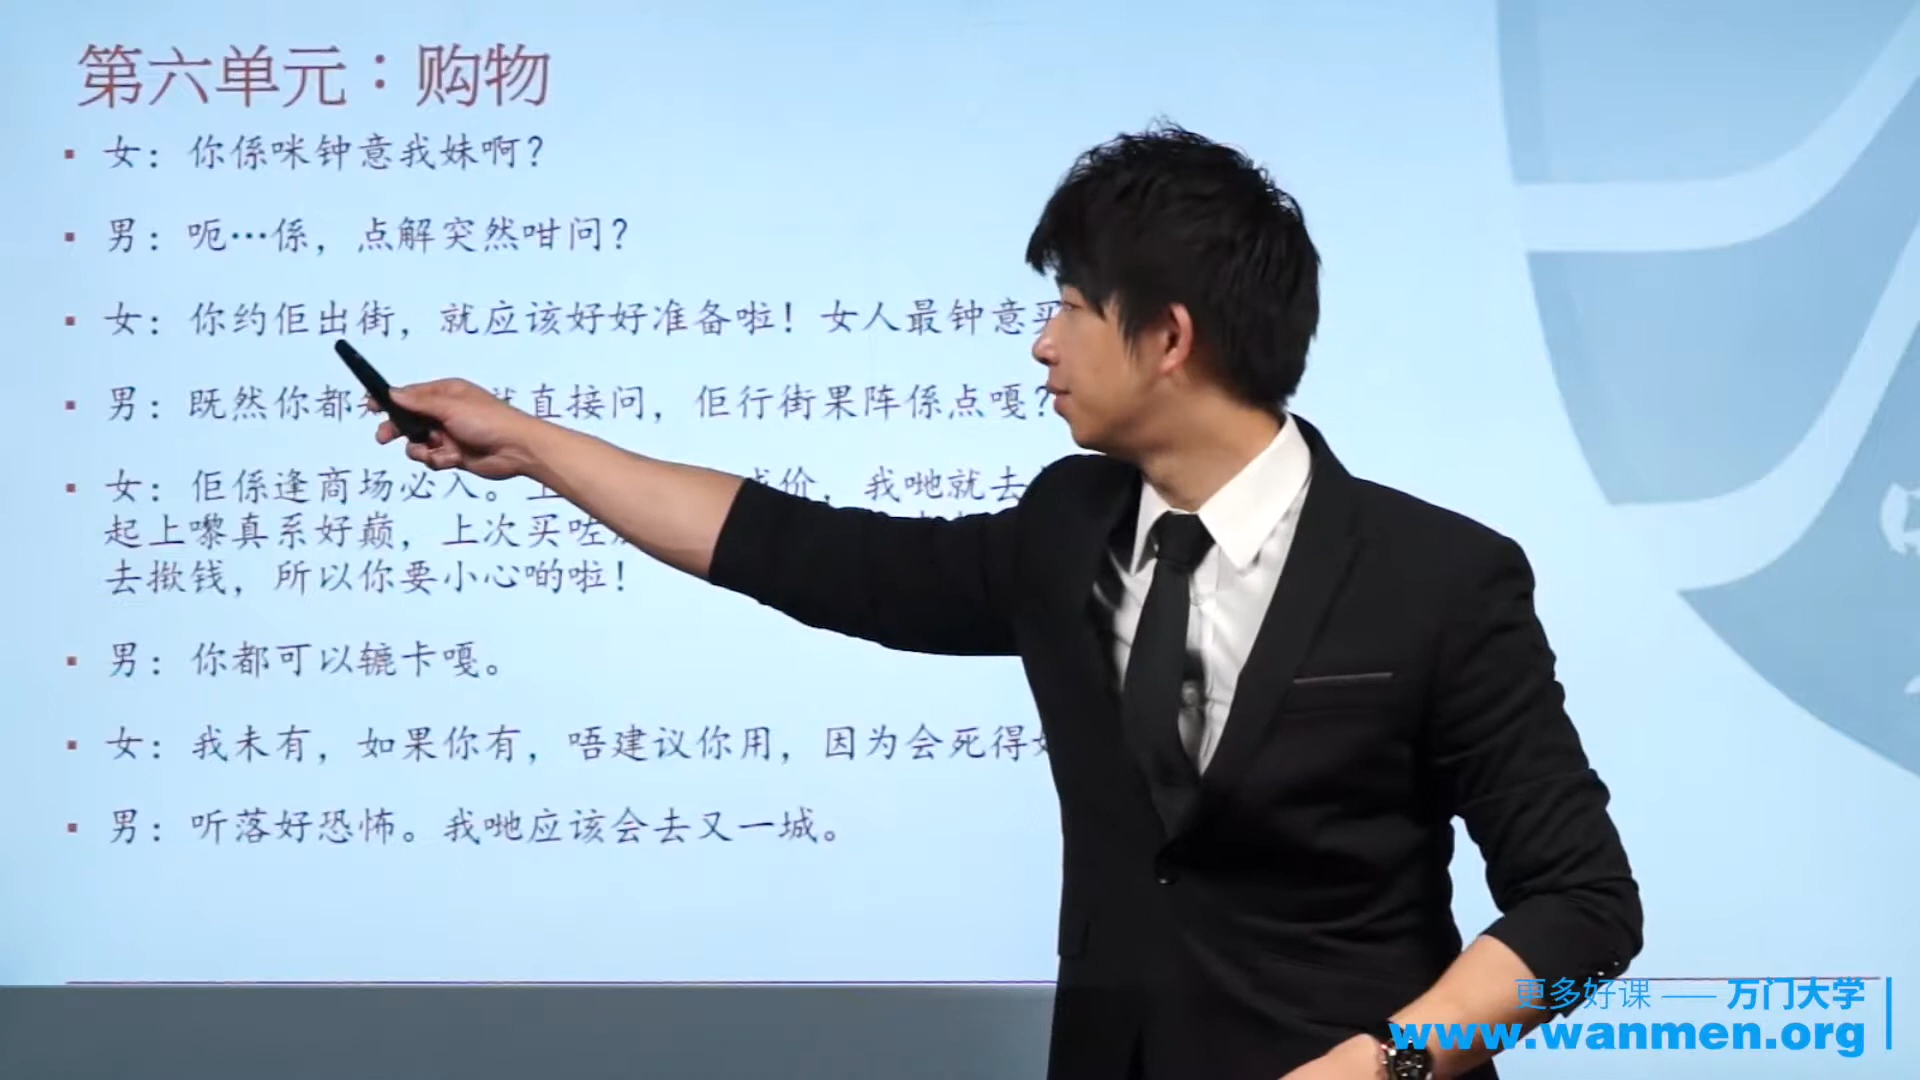 第六单元：购物
女：你係咪钟意我妹啊？
男：呃…係，点解突然咁问？
女：你约佢出街，就应该好好准备啦！女人最钟意买
男：既然你都 直接问，佢行街果阵係点嘎？
女：佢係逢商场必入。 减价，我哋就去
起上嚟真系好巅，上次买咗
去揿钱，所以你要小心啲啦！
男：你都可以辘卡嘎。
女：我未有，如果你有，唔建议你用，因为会死得好
男：听落好恐怖。我哋应该会去又一城。
更多好课 —— 万门大学
www.wanmen.org